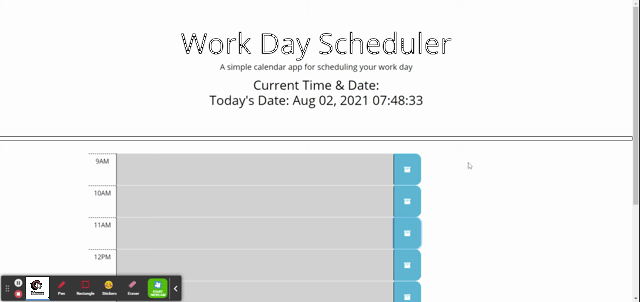 Work Day Scheduler
A simple calendar app for scheduling your work day
Current Time & Date:
Today's Date: Aug 02, 2021 07:48:33
9AM
10AM
11AM
12PM
Pen
Rectangle
Stickers
Eraser